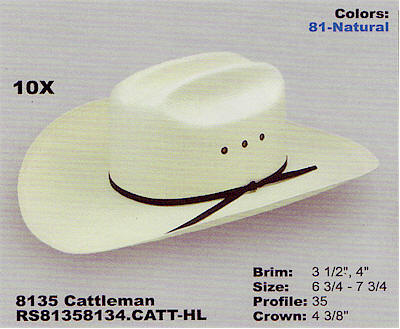 Colors:
81-Natural
10X
8135 Cattleman
RS81358134.CATT-HL
Brim: 3 1/2", 4"
Size: 6 3/4 - 7 3/4
Profile: 35
Crown: 4 3/8"